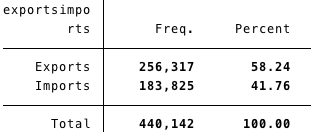 exportsimpo
rts Freq. Percent
Exports 256,317 58.24
Imports 183,825 41.76
Total 440,142 100.00